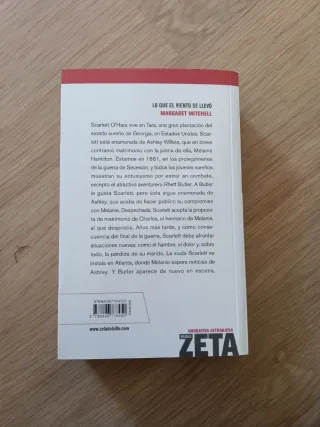 LO QUE EL VIENTO SE LLEVÓ
MARGARET MITCHELL
Scarlett O'Hara vive en Tara, una gran plantación del
estado sureño de Georgia, en Estados Unidos. Scar-
lett está enamorada de Ashley Wilkes, que en breve
contraerá matrimonio con la prima de ella, Melanie
Hamilton. Estamos en 1861, en los prolegómenos
de la guerra de Secesión, y todos los jóvenes sureños
muestran su entusiasmo por entrar en combate,
excepto el atractivo aventurero Rhett Butler. A Butler
le gusta Scarlett, pero ésta sigue enamorada de
Ashley, que acaba de hacer público su compromiso
con Melanie. Despechada, Scarlett acepta la propues-
ta de matrimonio de Charles, el hermano de Melanie,
al que desprecia. Años más tarde, y como conse-
cuencia del final de la guerra, Scarlett debe afrontar
situaciones nuevas, como el hambre, el dolor y, sobre
todo, la pérdida de su mundo. La viuda Scarlett se
instala en Atlanta, donde Melanie espera noticias de
Ashley. Y Butler aparece de nuevo en escena.
www.zetabolsillo.com
NARRATIVA EXTRANJERA
ZETA